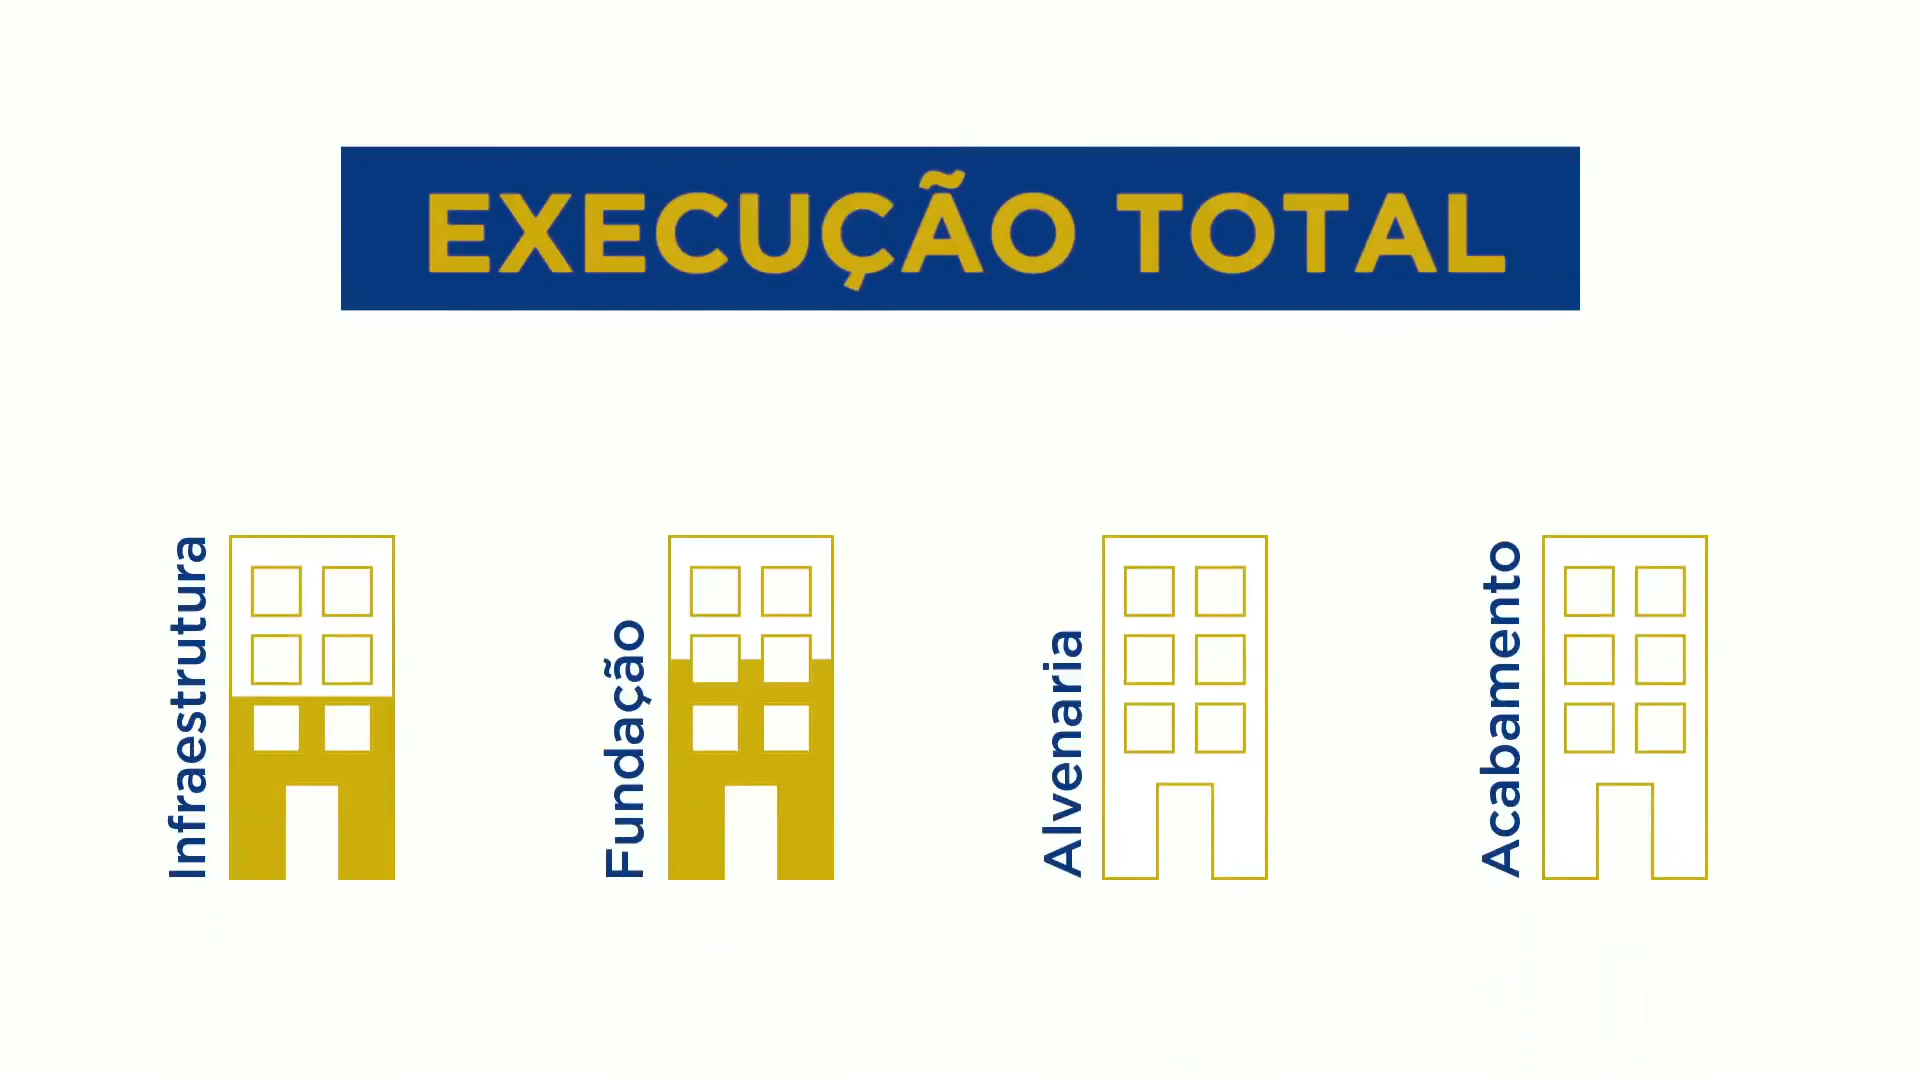 EXECUÇÃO TOTAL
Infraestrutura
Fundação
Alvenaria
Acabamento